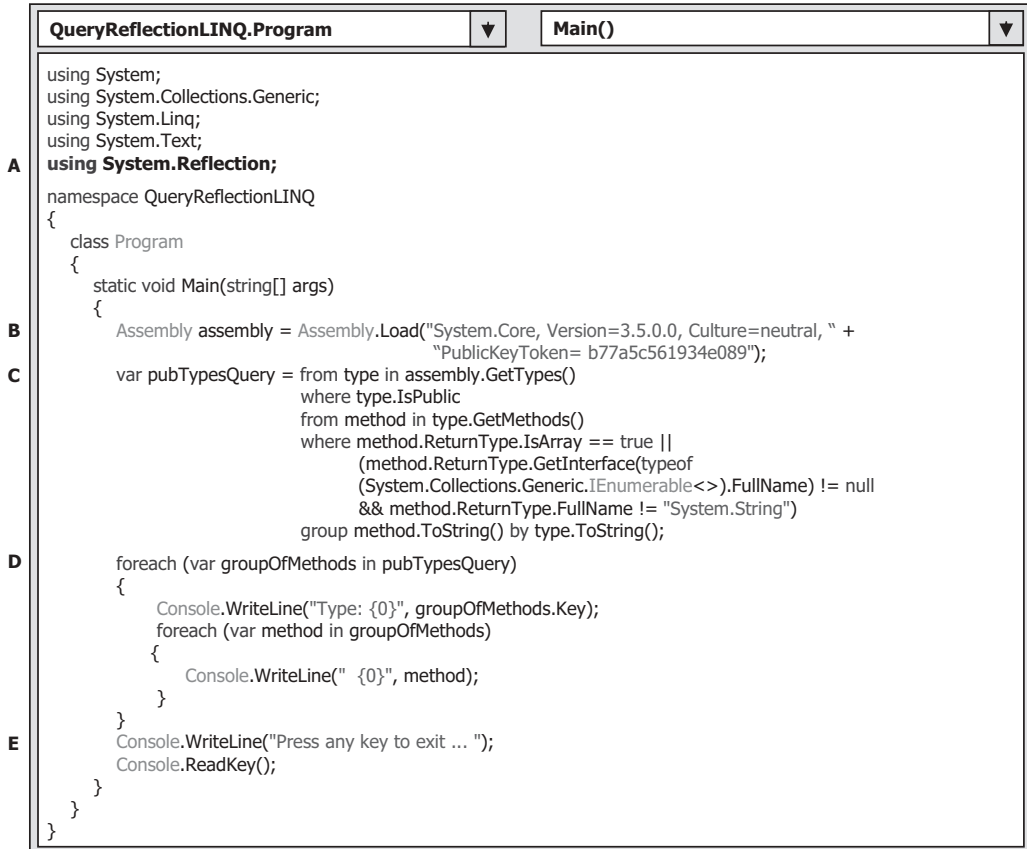 QueryReflectionLINQ.Program ▼ Main() ▼
using System;
using System.Collections.Generic;
using System.Linq;
using System.Text;
A using System.Reflection;
namespace QueryReflectionLINQ
{
class Program
{
static void Main(string[] args)
{
B Assembly assembly = Assembly.Load("System.Core, Version=3.5.0.0, Culture=neutral, “ +
“PublicKeyToken= b77a5c561934e089");
C var pubTypesQuery = from type in assembly.GetTypes()
where type.IsPublic
from method in type.GetMethods()
where method.ReturnType.IsArray == true ||
(method.ReturnType.GetInterface(typeof
(System.Collections.Generic.IEnumerable<>).FullName) != null
&& method.ReturnType.FullName != "System.String")
group method.ToString() by type.ToString();
D foreach (var groupOfMethods in pubTypesQuery)
{
Console.WriteLine("Type: {0}", groupOfMethods.Key);
foreach (var method in groupOfMethods)
{
Console.WriteLine("  {0}", method);
}
}
E Console.WriteLine("Press any key to exit ... ");
Console.ReadKey();
}
}
}